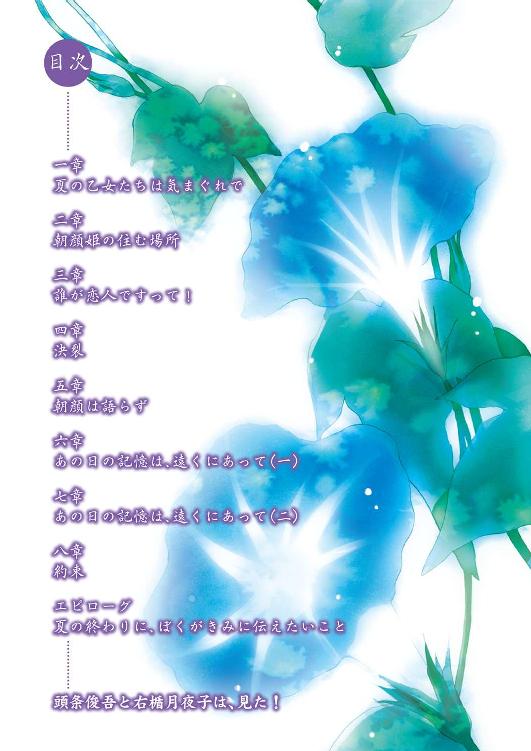 目次
一章
夏の乙女たちは気まぐれで
二章
朝顔姫の住む場所
三章
誰が恋人ですって!
四章
決裂
五章
朝顔は語らず
六章
あの日の記憶は、遠くにあって(一)
七章
あの日の記憶は、遠くにあって(二)
八章
約束
エピローグ
夏の終わりに、ぼくがきみに伝えたいこと
頭条俊吾と右楯月夜子は、見た!